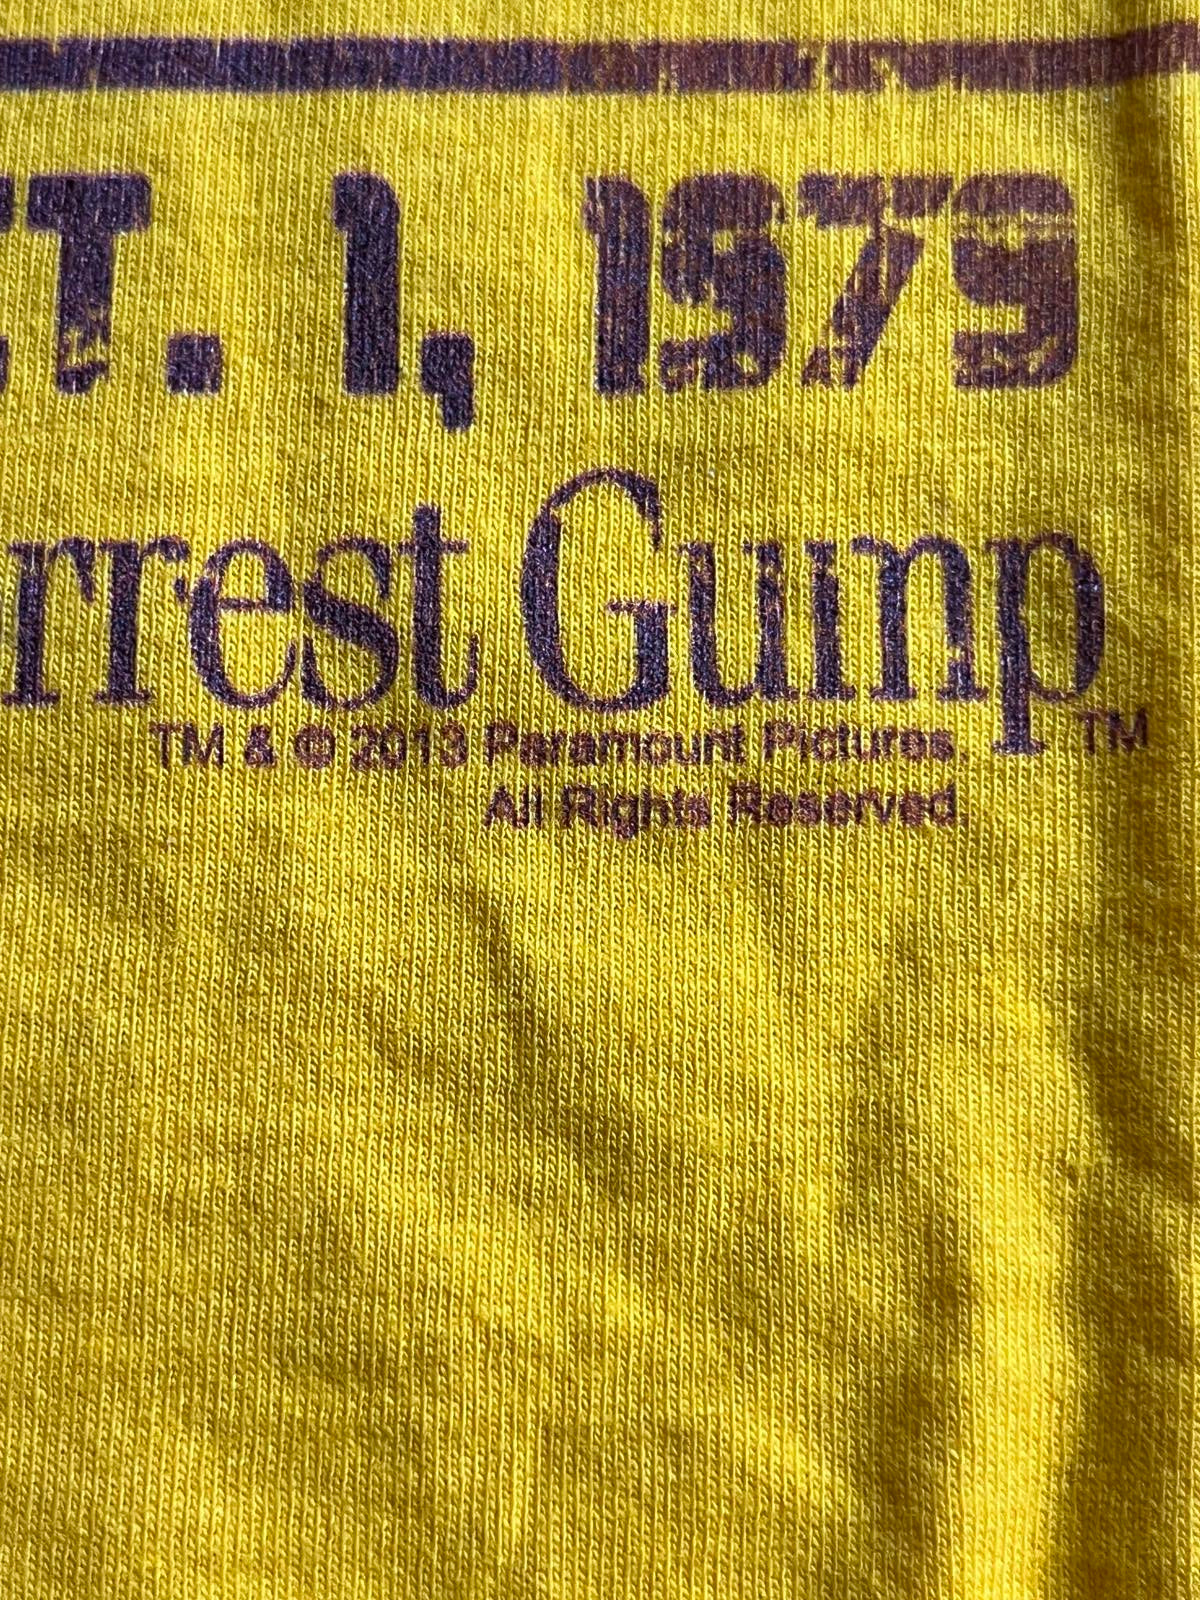 T. 1, 1979
rrest Gump TM
TM & © 2013 Paramount Pictures.
All Rights Reserved